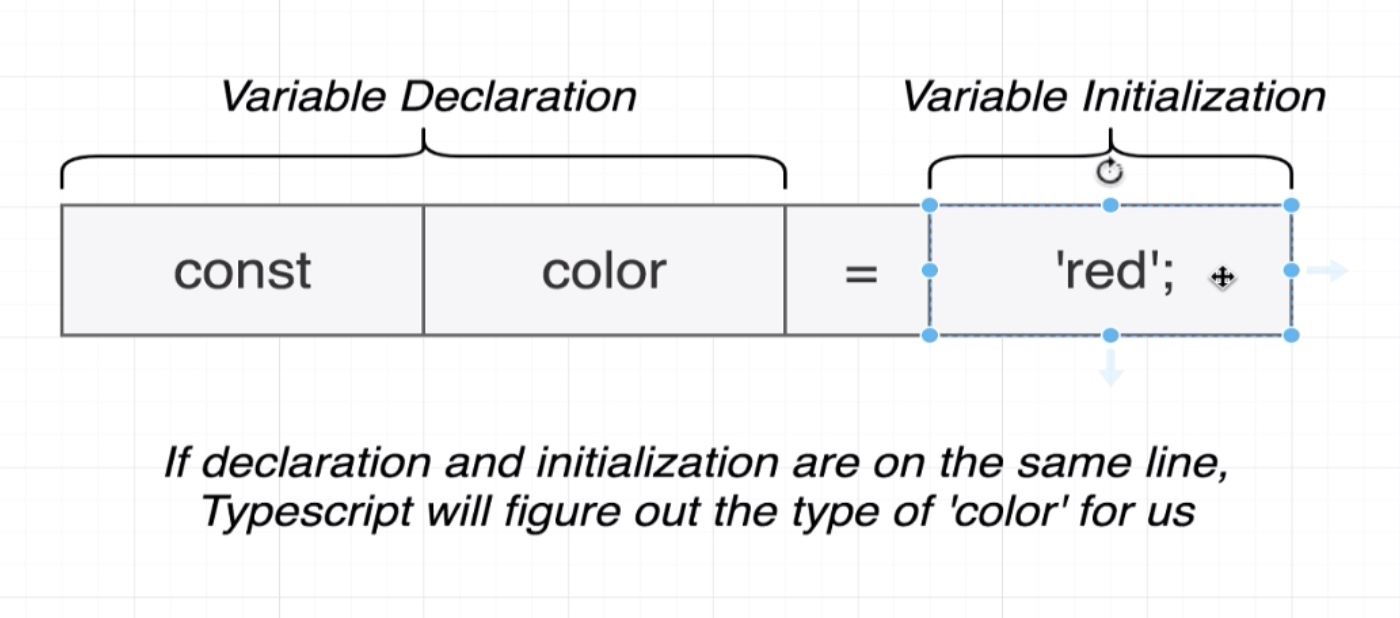 Variable Declaration
Variable Initialization
const color = 'red';
If declaration and initialization are on the same line,
Typescript will figure out the type of 'color' for us